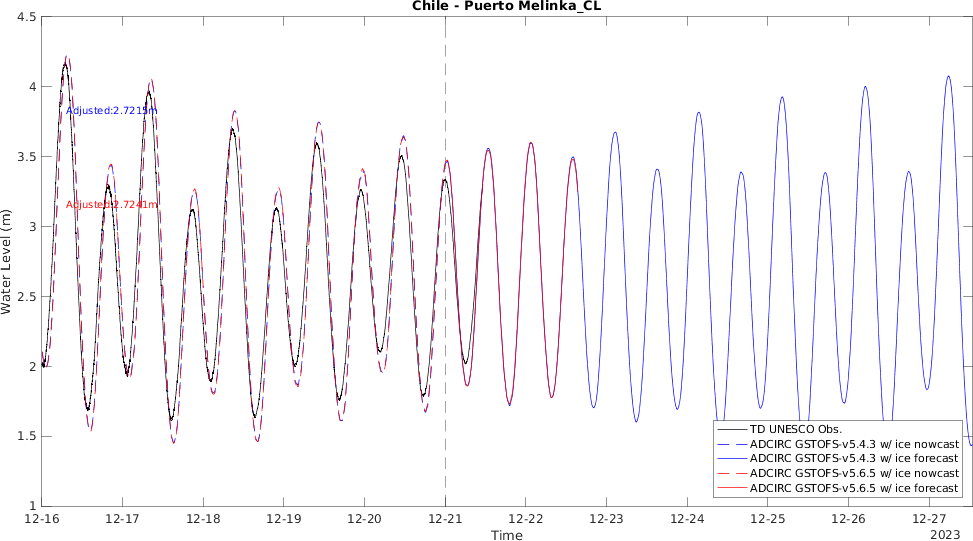 Chile - Puerto Melinka_CL
4.5
4
3.5
3
2.5
2
1.5
1
Water Level (m)
Adjusted:2.7215m
Adjusted:2.7241m
TD UNESCO Obs.
ADCIRC GSTOFS-v5.4.3 w/ ice nowcast
ADCIRC GSTOFS-v5.4.3 w/ ice forecast
ADCIRC GSTOFS-v5.6.5 w/ ice nowcast
ADCIRC GSTOFS-v5.6.5 w/ ice forecast
12-16 12-17 12-18 12-19 12-20 12-21 12-22 12-23 12-24 12-25 12-26 12-27
Time
2023